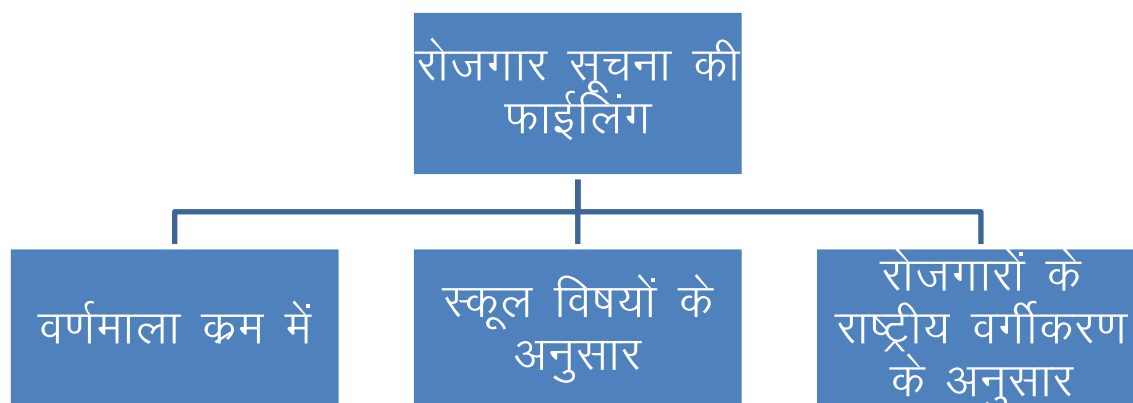 रोजगार सूचना की
फाईलिंग
वर्णमाला क्रम में
स्कूल विषयों के
अनुसार
रोजगारों के
राष्ट्रीय वर्गीकरण
के अनुसार